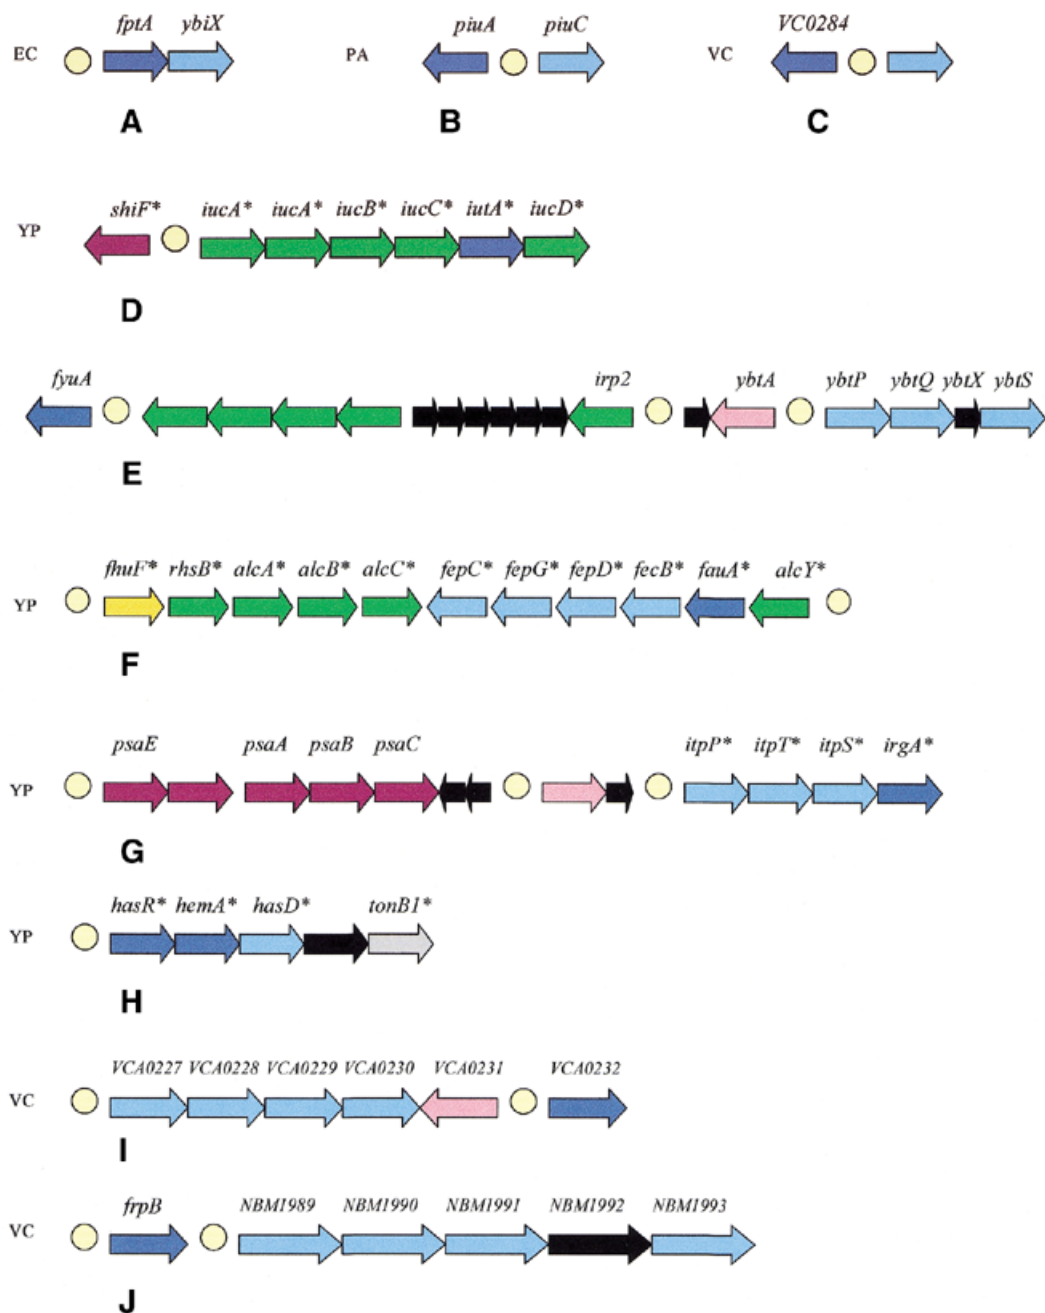 fptA ybiX piuA piuC VC0284
EC PA VC
A B C
shiF* iucA* iucA* iucB* iucC* iutA* iucD*
YP
D
fyuA irp2 ybtA ybtP ybtQ ybtX ybtS
E
fhuF* rhsB* alcA* alcB* alcC* fepC* fepG* fepD* fecB* fauA* alcY*
YP
F
psaE psaA psaB psaC itpP* itpT* itpS* irgA*
YP
G
hasR* hemA* hasD* tonB1*
YP
H
VCA0227 VCA0228 VCA0229 VCA0230 VCA0231 VCA0232
VC
I
frpB NBM1989 NBM1990 NBM1991 NBM1992 NBM1993
VC
J